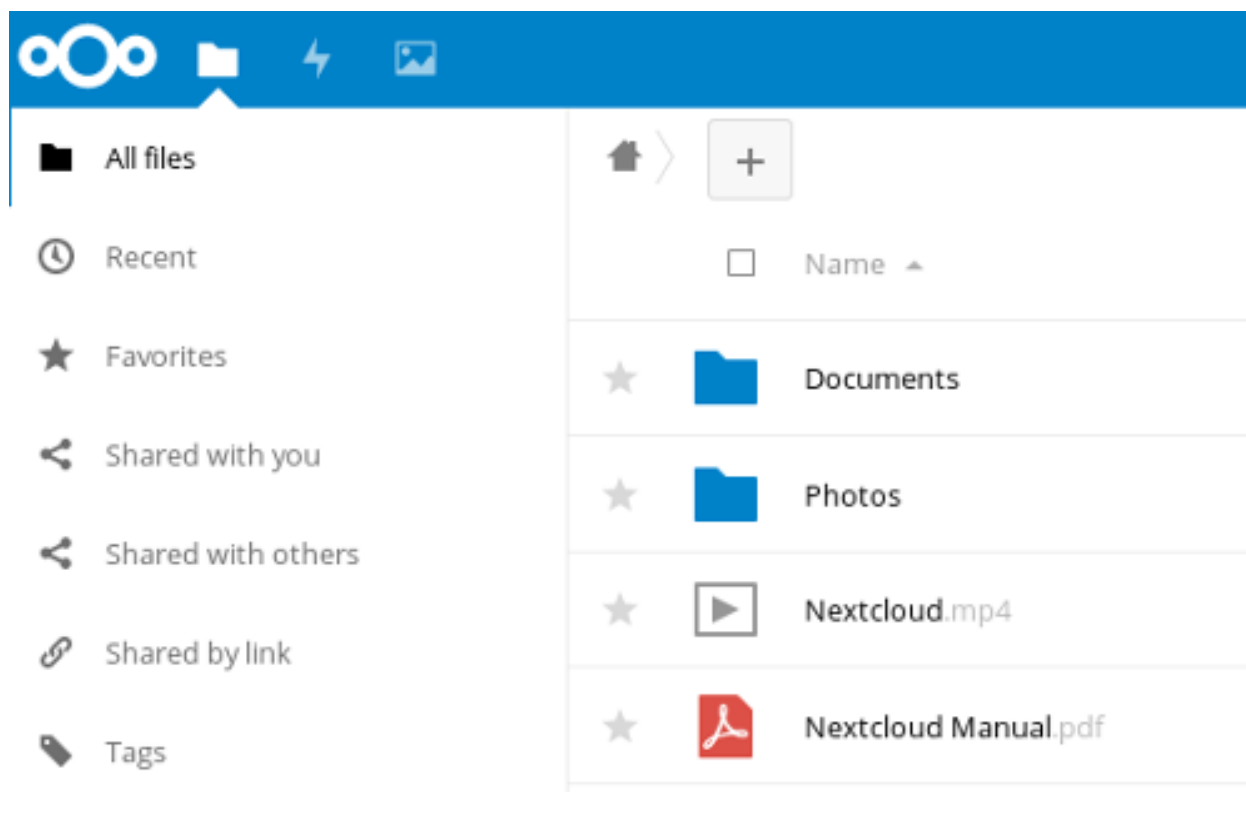 All files
Recent
Favorites
Shared with you
Shared with others
Shared by link
Tags
Name
Documents
Photos
Nextcloud.mp4
Nextcloud Manual.pdf